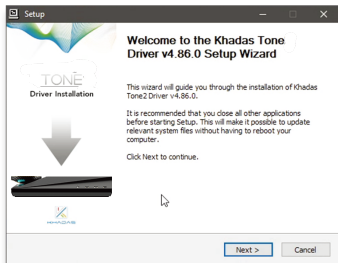 Setup
Welcome to the Khadas Tone
Driver v4.86.0 Setup Wizard
TONE
Driver Installation
This wizard will guide you through the installation of Khadas
Tone2 Driver v4.86.0.
It is recommended that you close all other applications
before starting Setup. This will make it possible to update
relevant system files without having to reboot your
computer.
Click Next to continue.
KHADAS
Next >
Cancel